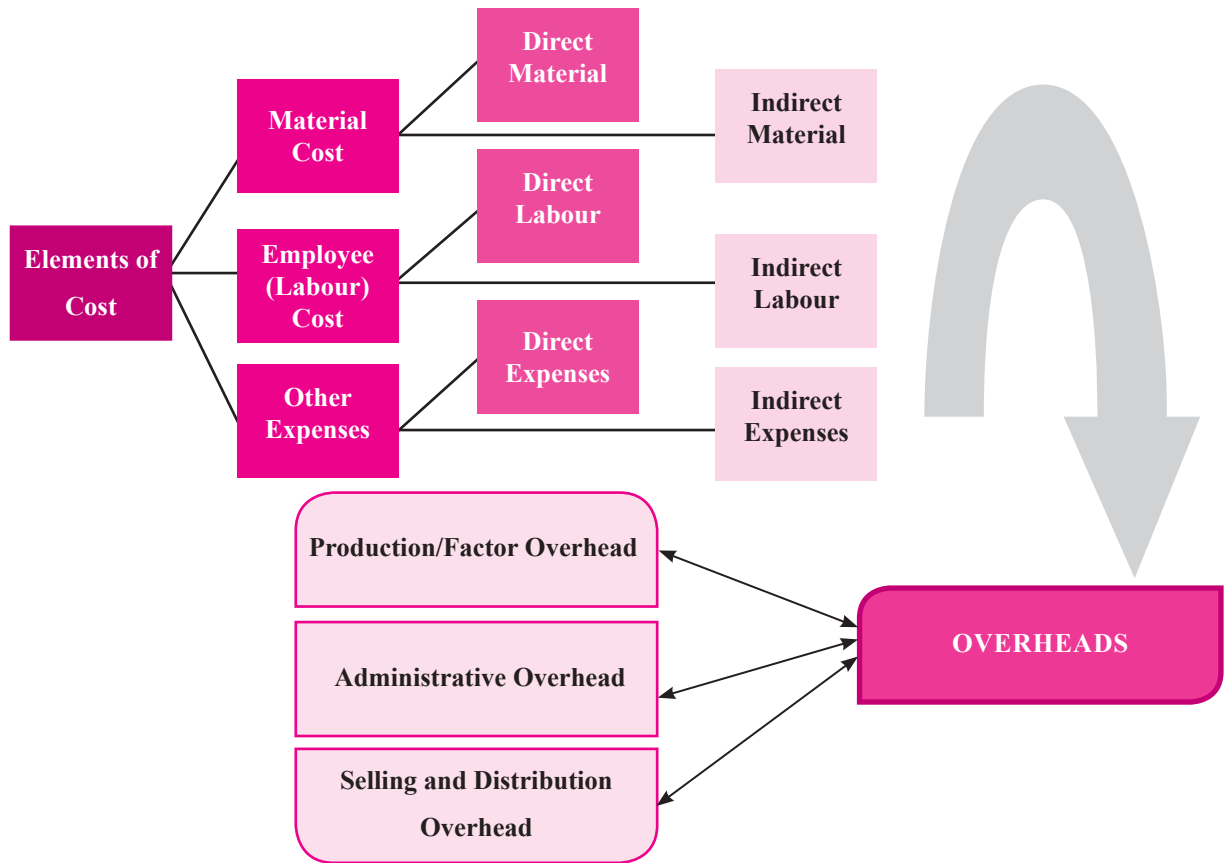 Direct
Material
Material
Cost
Indirect
Material
Direct
Labour
Elements of
Cost
Employee
(Labour)
Cost
Indirect
Labour
Direct
Expenses
Other
Expenses
Indirect
Expenses
Production/Factor Overhead
OVERHEADS
Administrative Overhead
Selling and Distribution
Overhead